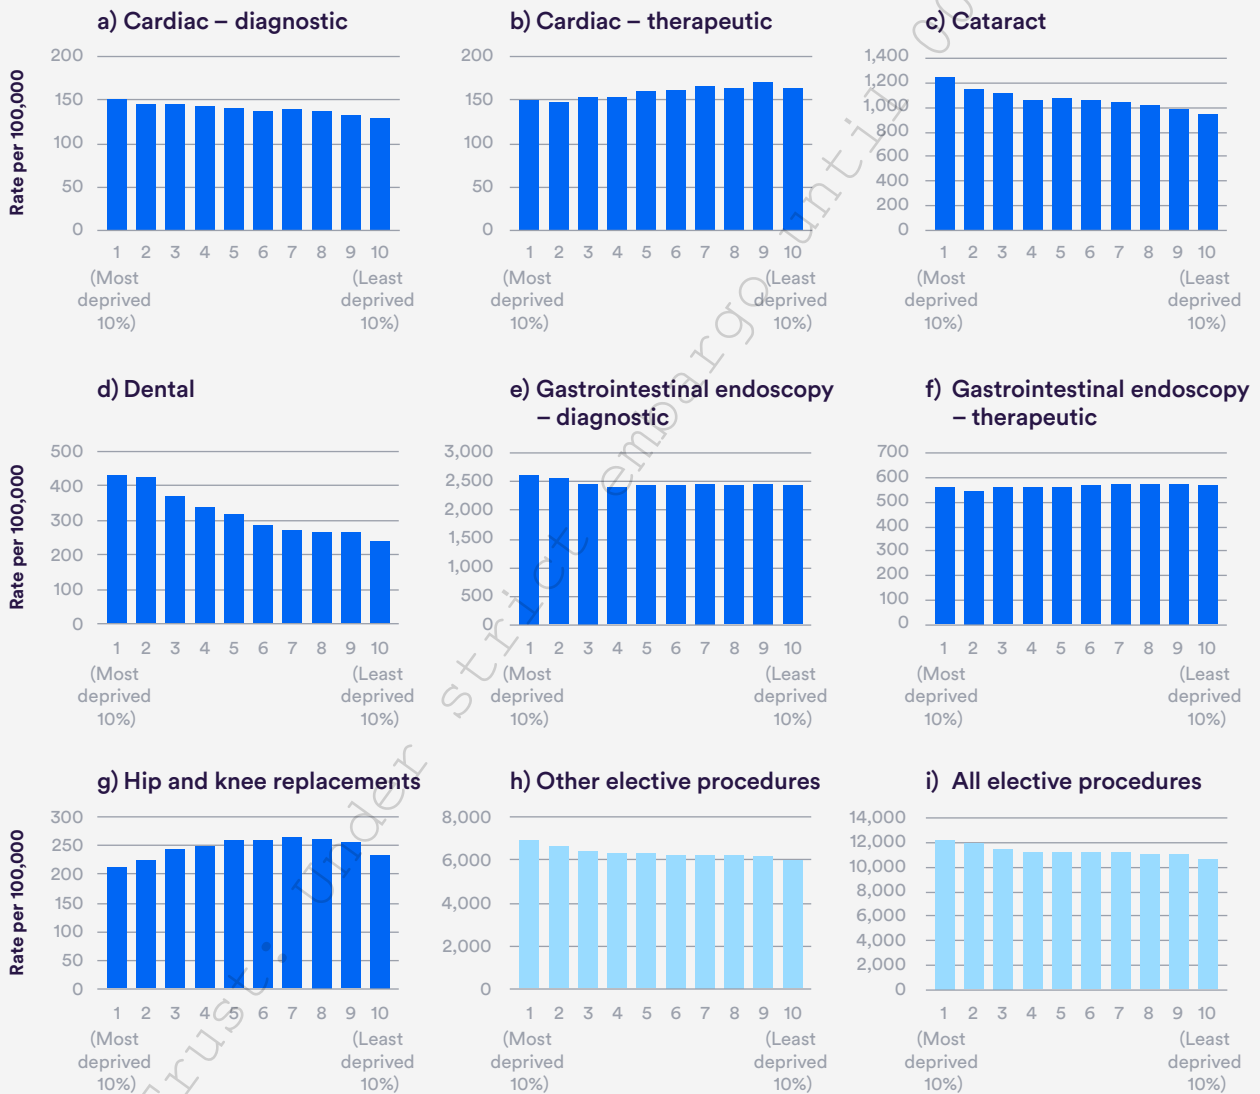 a) Cardiac – diagnostic
Rate per 100,000
200
150
100
50
0
1 2 3 4 5 6 7 8 9 10
(Most deprived 10%)
(Least deprived 10%)
b) Cardiac – therapeutic
200
150
100
50
0
1 2 3 4 5 6 7 8 9 10
(Most deprived 10%)
(Least deprived 10%)
c) Cataract
1,400
1,200
1,000
800
600
400
200
0
1 2 3 4 5 6 7 8 9 10
(Most deprived 10%)
(Least deprived 10%)
d) Dental
Rate per 100,000
500
400
300
200
100
0
1 2 3 4 5 6 7 8 9 10
(Most deprived 10%)
(Least deprived 10%)
e) Gastrointestinal endoscopy
– diagnostic
3,000
2,500
2,000
1,500
1,000
500
0
1 2 3 4 5 6 7 8 9 10
(Most deprived 10%)
(Least deprived 10%)
f) Gastrointestinal endoscopy
– therapeutic
700
600
500
400
300
200
100
0
1 2 3 4 5 6 7 8 9 10
(Most deprived 10%)
(Least deprived 10%)
g) Hip and knee replacements
Rate per 100,000
300
250
200
150
100
50
0
1 2 3 4 5 6 7 8 9 10
(Most deprived 10%)
(Least deprived 10%)
h) Other elective procedures
8,000
6,000
4,000
2,000
0
1 2 3 4 5 6 7 8 9 10
(Most deprived 10%)
(Least deprived 10%)
i) All elective procedures
14,000
12,000
10,000
8,000
6,000
4,000
2,000
0
1 2 3 4 5 6 7 8 9 10
(Most deprived 10%)
(Least deprived 10%)
Trust. Under strict embargo until 00